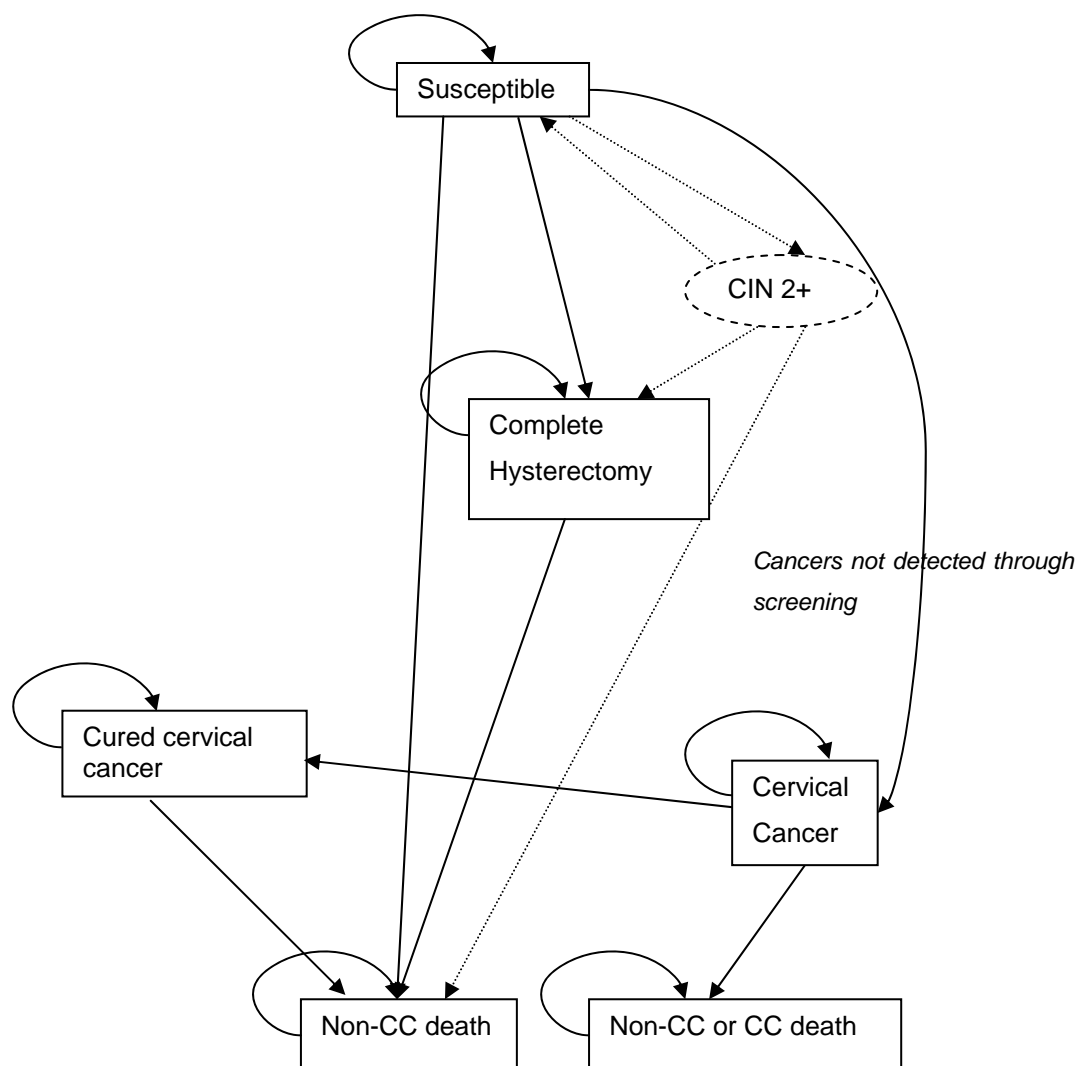 Susceptible
CIN 2+
Complete
Hysterectomy
Cancers not detected through
screening
Cured cervical
cancer
Cervical
Cancer
Non-CC death
Non-CC or CC death